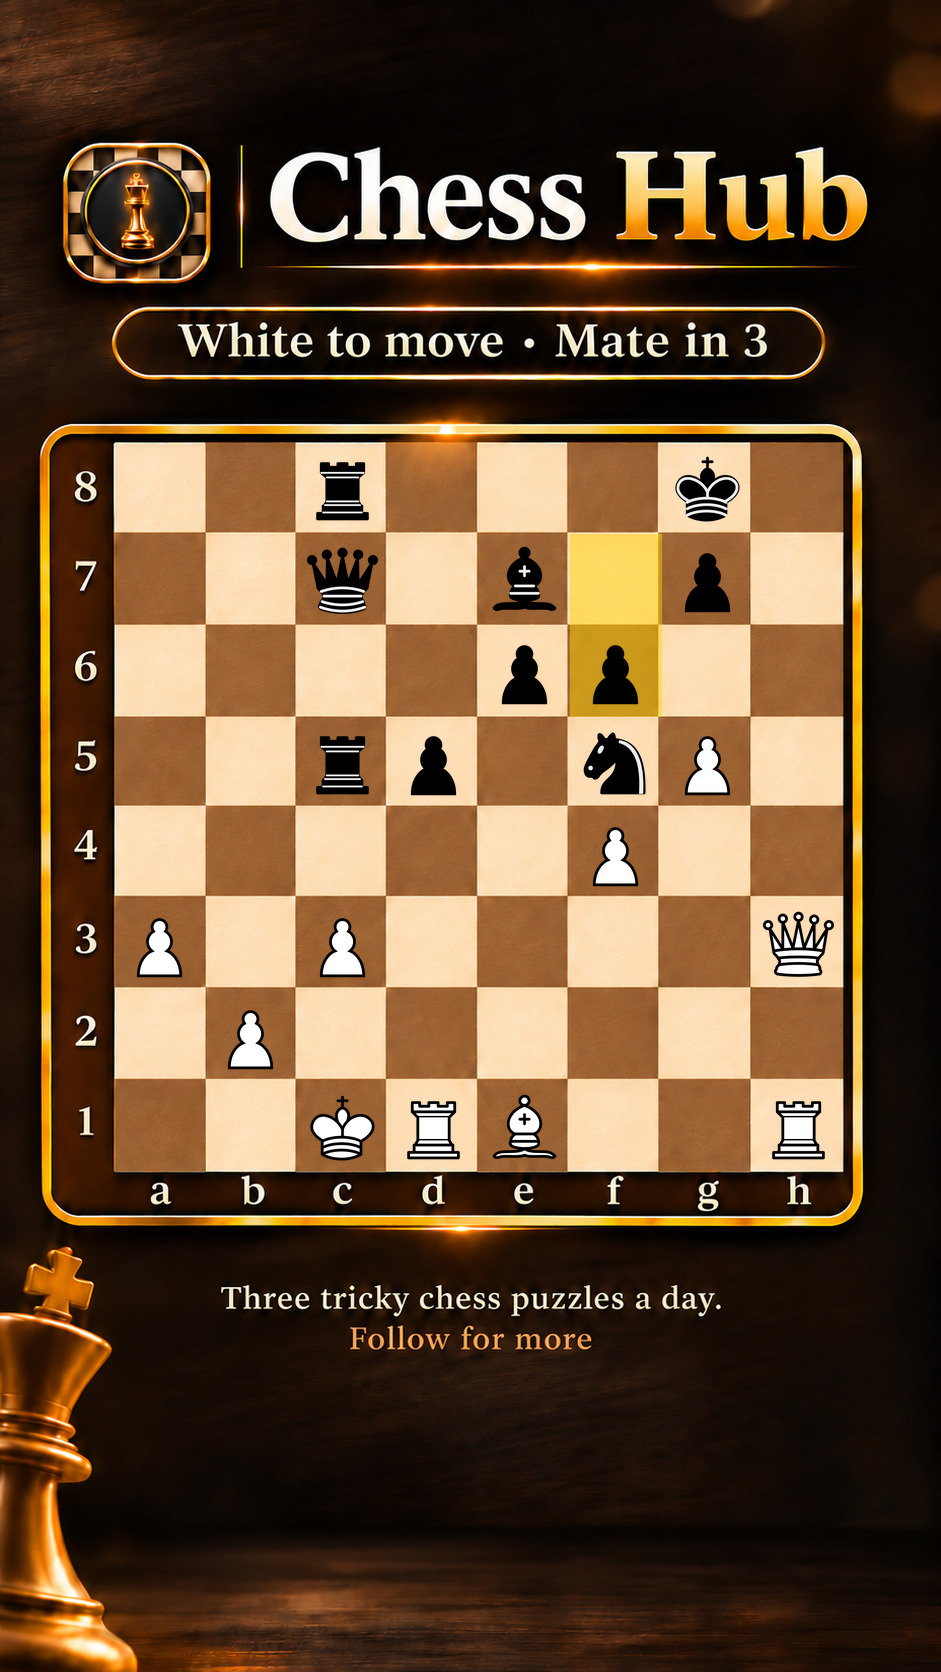 Chess Hub
White to move • Mate in 3
8
7
6
5
4
3
2
1
a b c d e f g h
Three tricky chess puzzles a day.
Follow for more